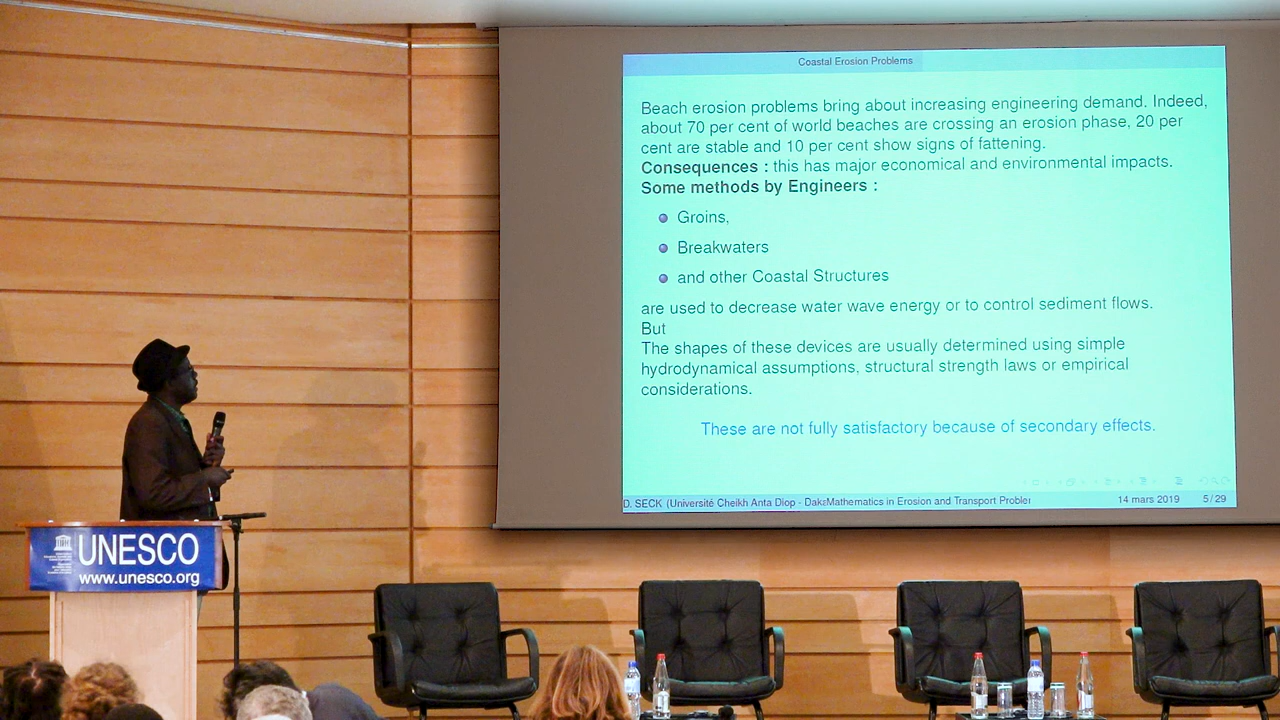 Coastal Erosion Problems
Beach erosion problems bring about increasing engineering demand. Indeed,
about 70 per cent of world beaches are crossing an erosion phase, 20 per
cent are stable and 10 per cent show signs of fattening.
Consequences : this has major economical and environmental impacts.
Some methods by Engineers :
Groins,
Breakwaters
and other Coastal Structures
are used to decrease water wave energy or to control sediment flows.
But
The shapes of these devices are usually determined using simple
hydrodynamical assumptions, structural strength laws or empirical
considerations.
These are not fully satisfactory because of secondary effects.
D. SECK (Université Cheikh Anta Diop - Daka Mathematics in Erosion and Transport Probler 14 mars 2019 5 / 29
UNESCO
www.unesco.org